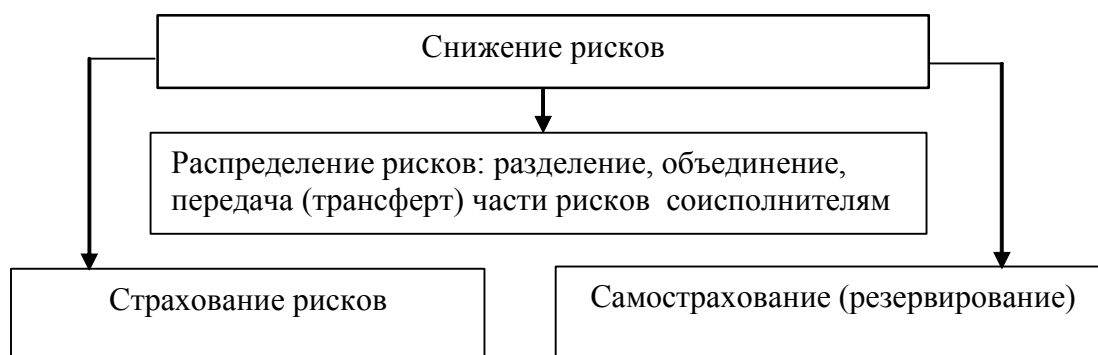 Снижение рисков
Распределение рисков: разделение, объединение,
передача (трансферт) части рисков соисполнителям
Страхование рисков
Самострахование (резервирование)